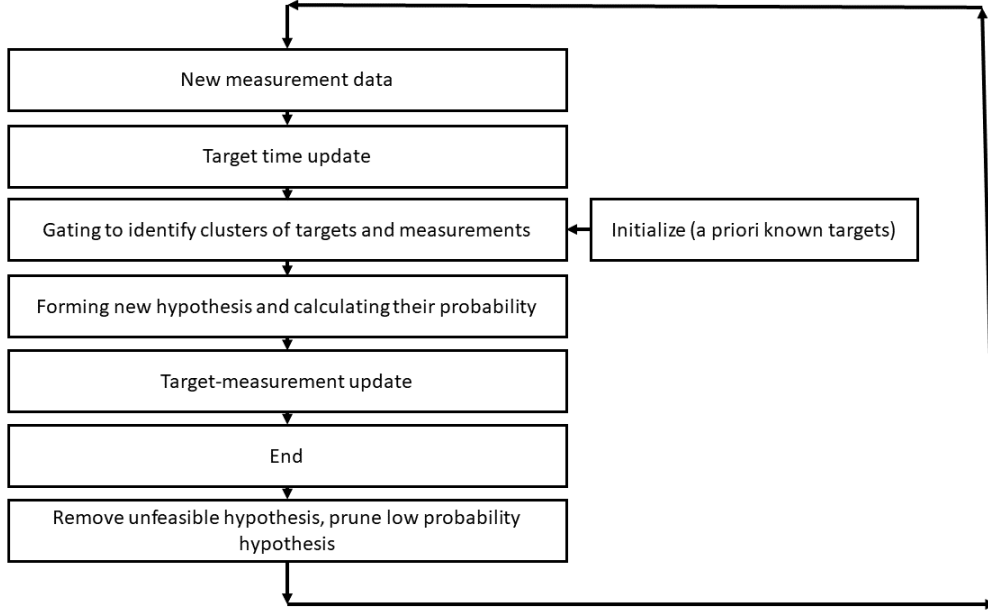 New measurement data
Target time update
Gating to identify clusters of targets and measurements
Initialize (a priori known targets)
Forming new hypothesis and calculating their probability
Target-measurement update
End
Remove unfeasible hypothesis, prune low probability
hypothesis